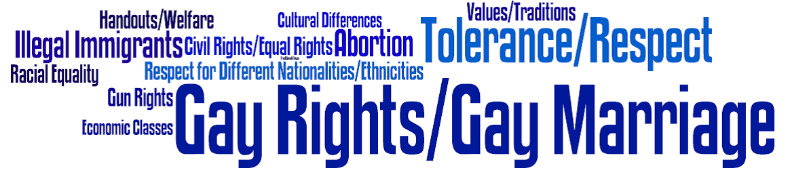 Handouts/Welfare
Cultural Differences
Values/Traditions
Illegal Immigrants
Civil Rights/Equal Rights
Abortion
Tolerance/Respect
Racial Equality
Respect for Different Nationalities/Ethnicities
Gun Rights
Gay Rights/Gay Marriage
Economic Classes